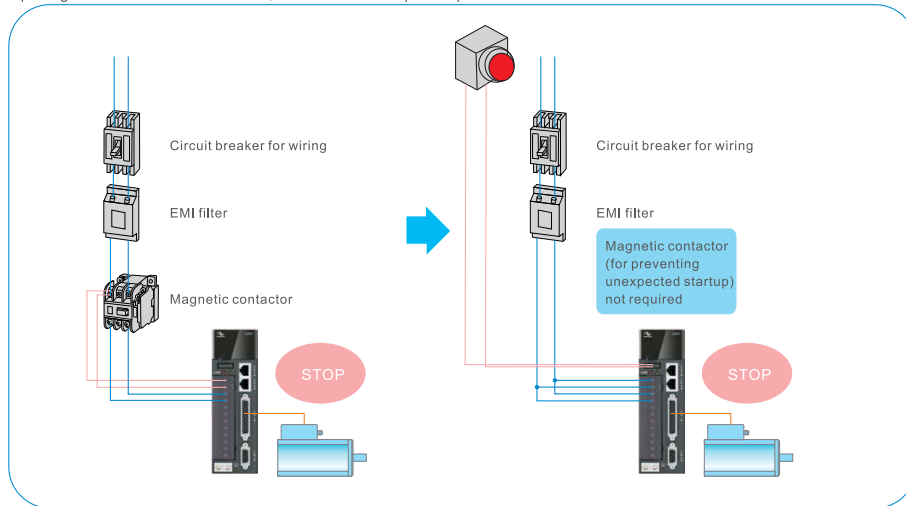 Circuit breaker for wiring
EMI filter
Magnetic contactor
STOP
Circuit breaker for wiring
EMI filter
Magnetic contactor
(for preventing
unexpected startup)
not required
STOP